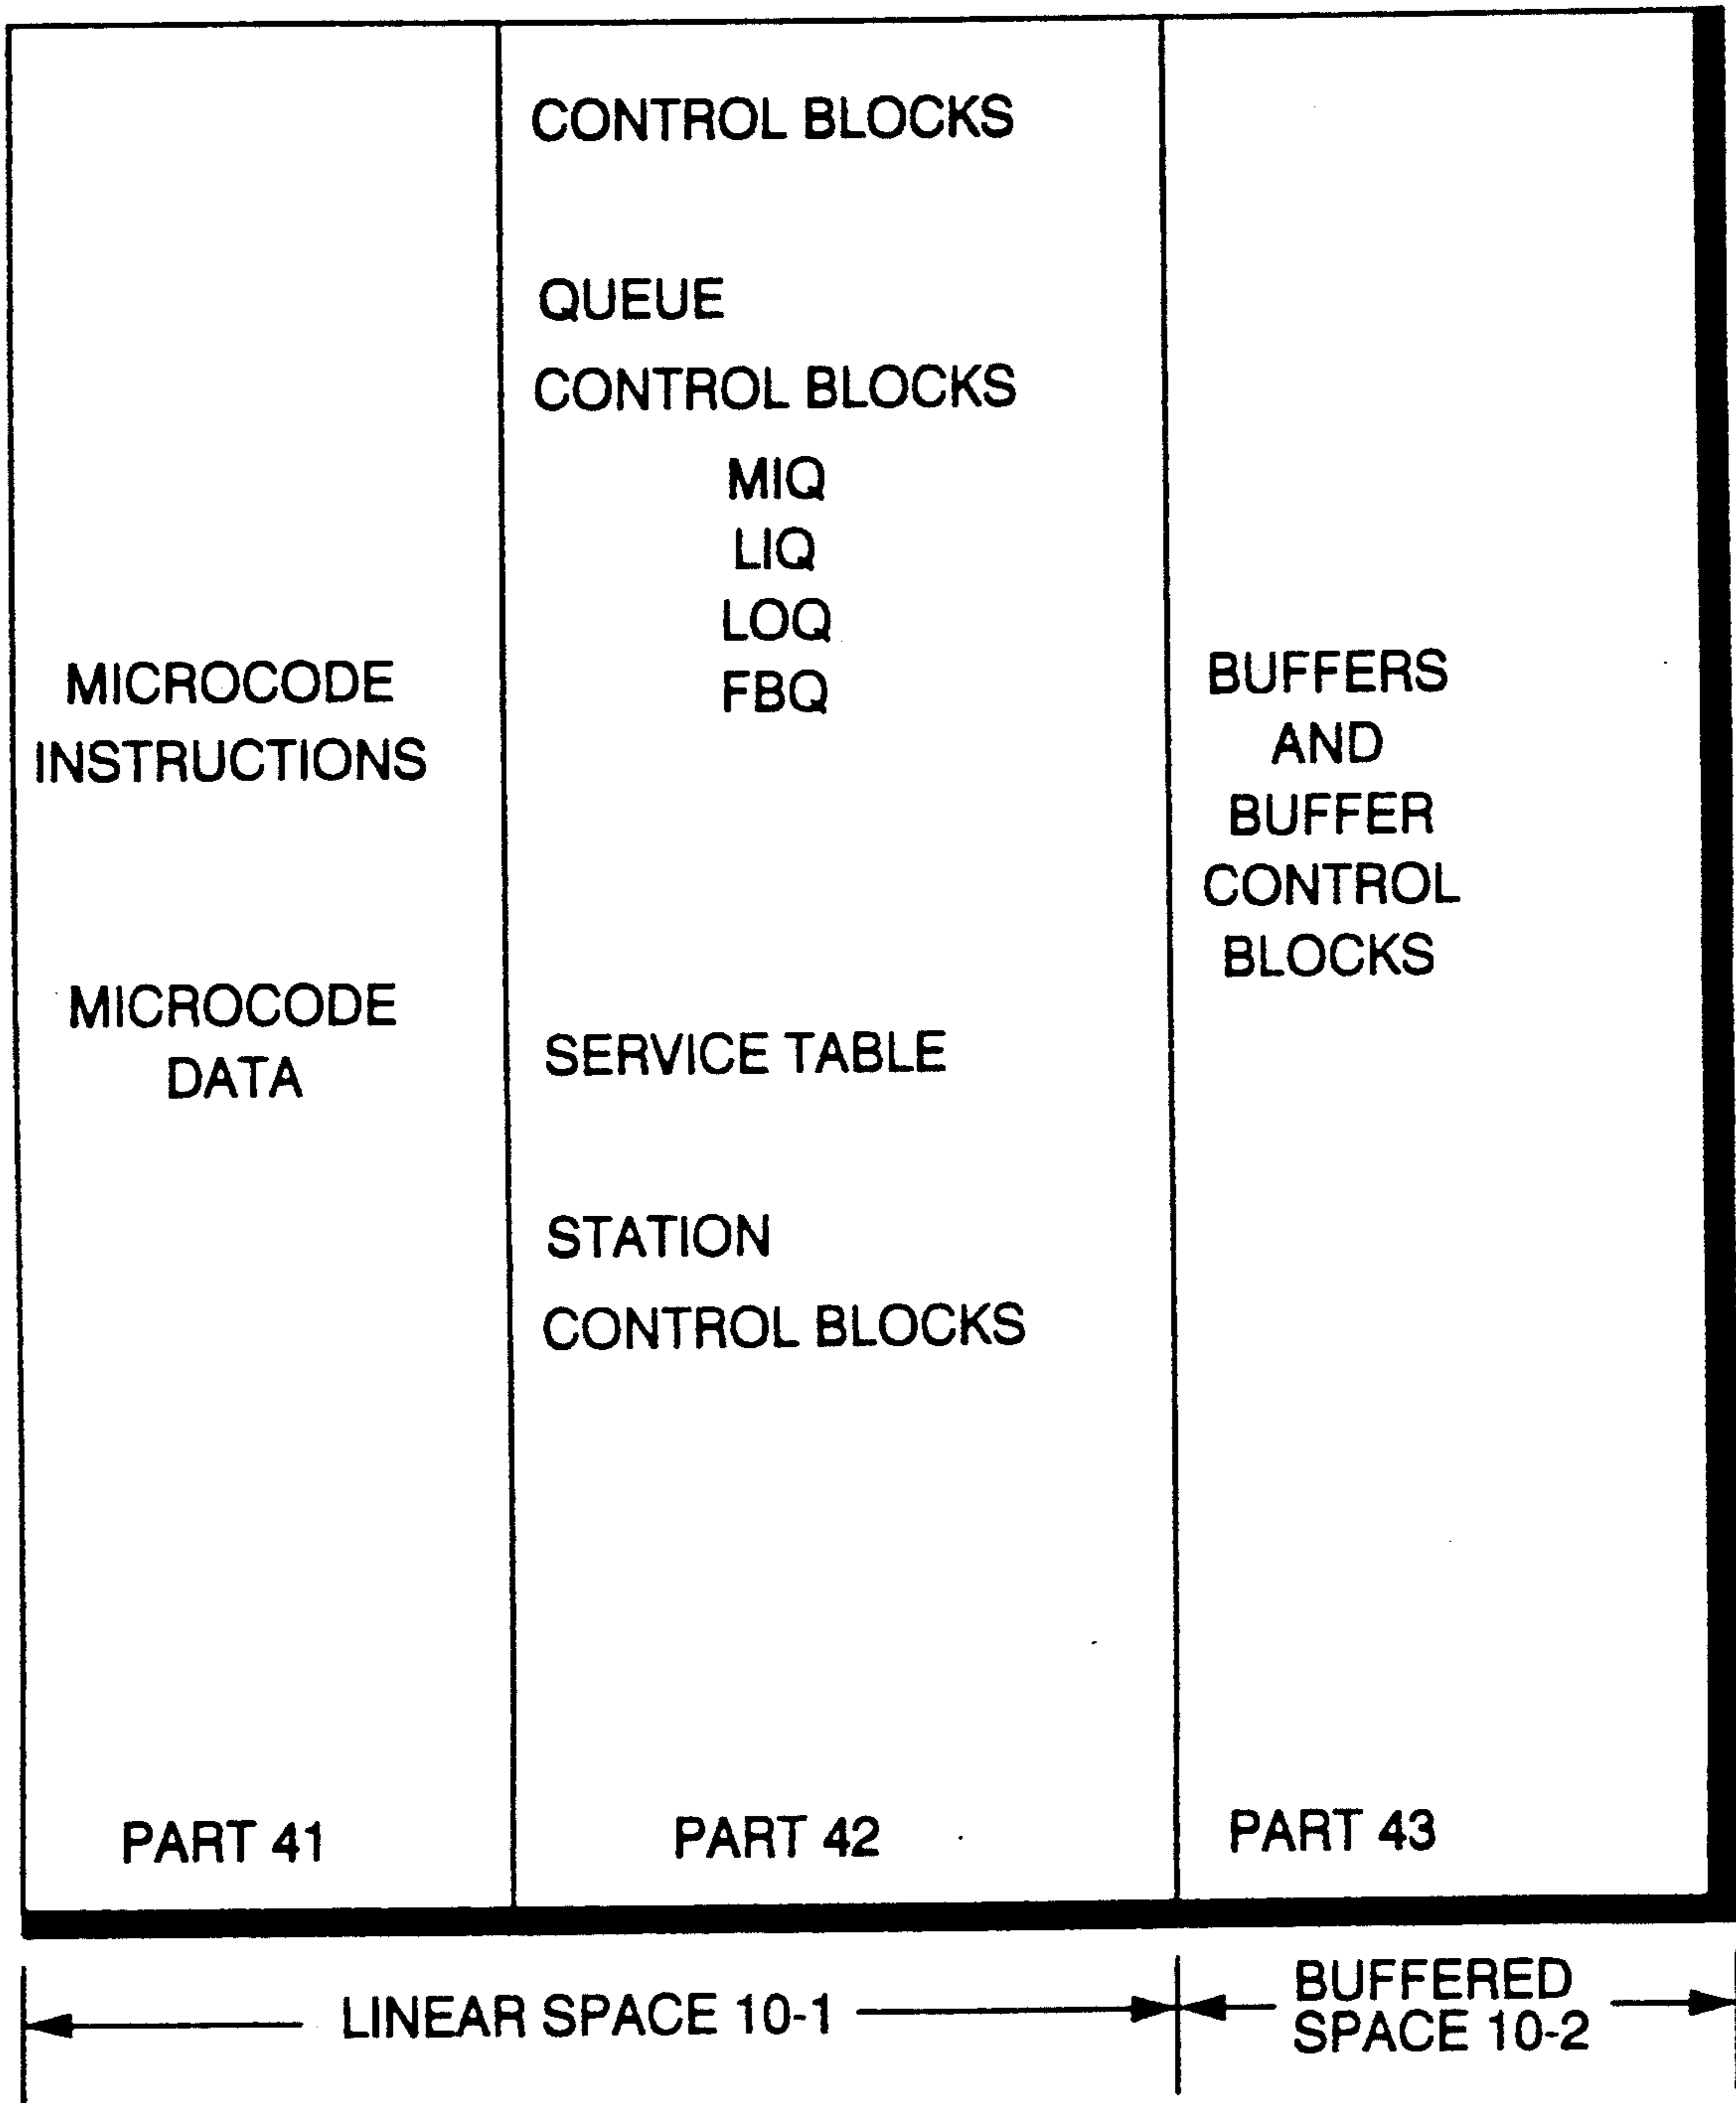 MICROCODE
INSTRUCTIONS
MICROCODE
DATA
PART 41
CONTROL BLOCKS
QUEUE
CONTROL BLOCKS
MIQ
LIQ
LOQ
FBQ
SERVICE TABLE
STATION
CONTROL BLOCKS
PART 42
BUFFERS
AND
BUFFER
CONTROL
BLOCKS
PART 43
LINEAR SPACE 10-1
BUFFERED
SPACE 10-2